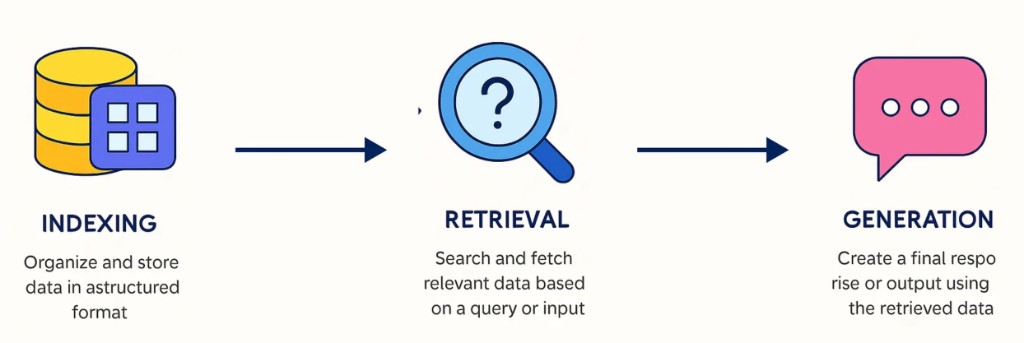 INDEXING
Organize and store
data in astructured
format
RETRIEVAL
Search and fetch
relevant data based
on a query or input
GENERATION
Create a final respo
rise or output using
the retrieved data